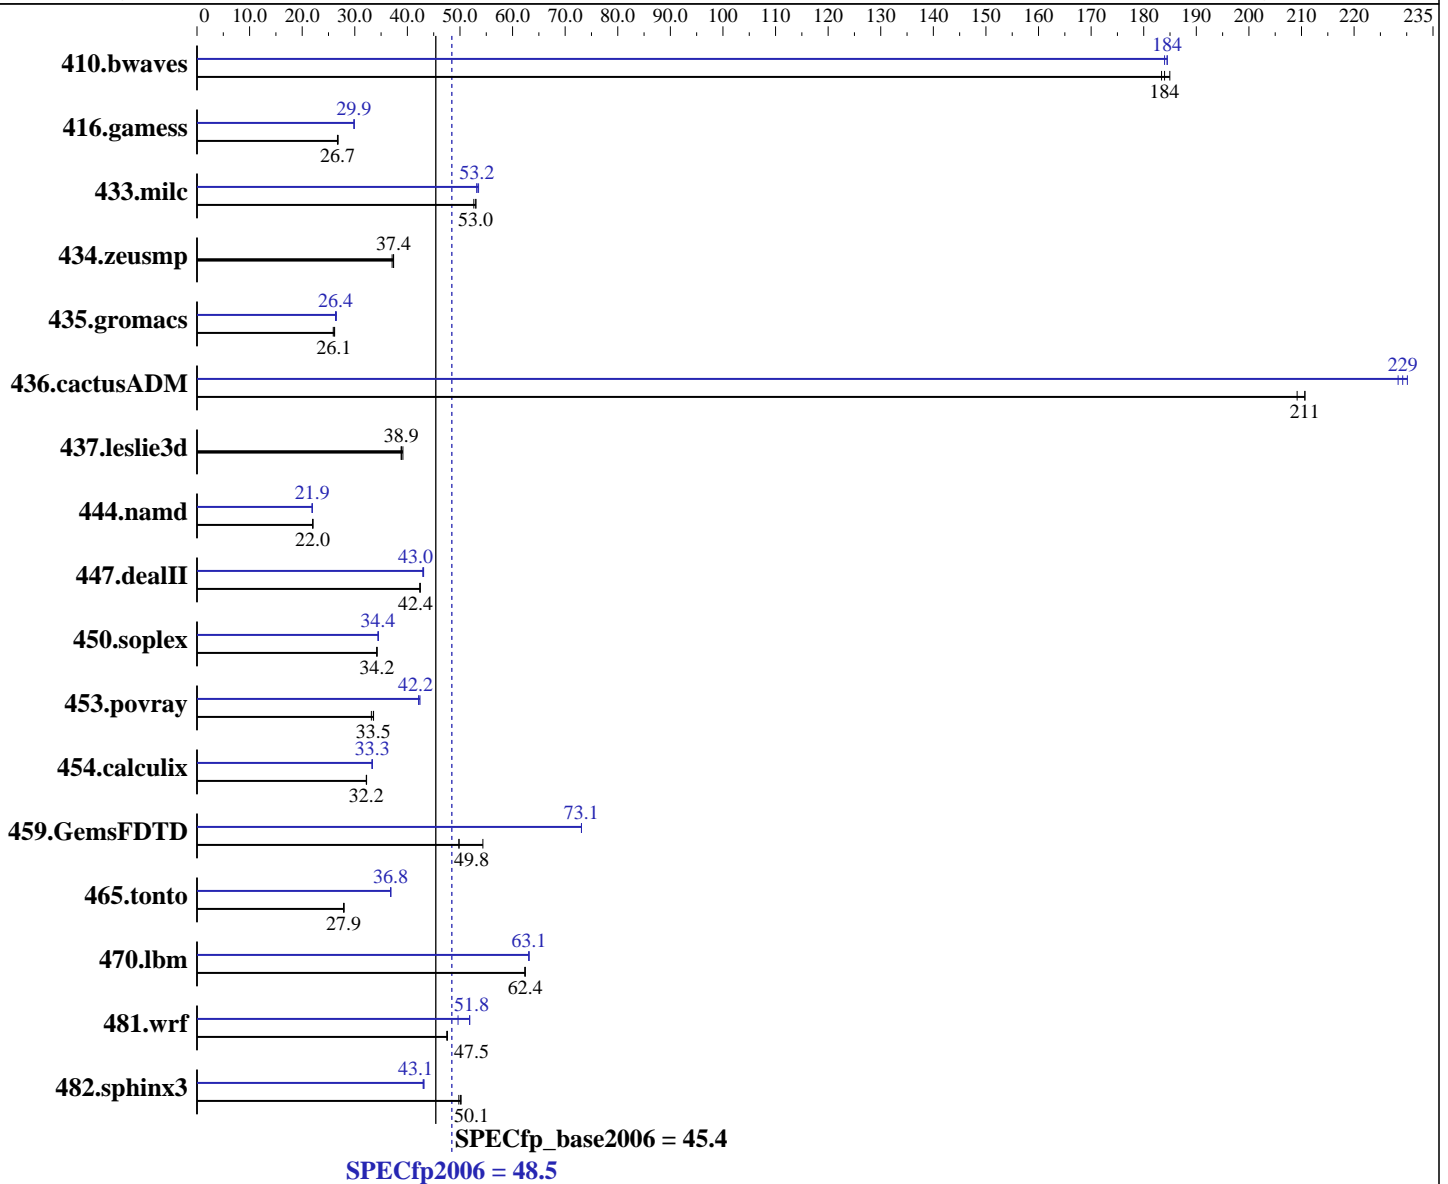 0 10.0 20.0 30.0 40.0 50.0 60.0 70.0 80.0 90.0 100 110 120 130 140 150 160 170 180 190 200 210 220 235
184
410.bwaves
184
29.9
416.gamess
26.7
53.2
433.milc
53.0
37.4
434.zeusmp
26.4
435.gromacs
26.1
229
436.cactusADM
211
38.9
437.leslie3d
21.9
444.namd
22.0
43.0
447.dealII
42.4
34.4
450.soplex
34.2
42.2
453.povray
33.5
33.3
454.calculix
32.2
73.1
459.GemsFDTD
49.8
36.8
465.tonto
27.9
63.1
470.lbm
62.4
51.8
481.wrf
47.5
43.1
482.sphinx3
50.1
SPECfp_base2006 = 45.4
SPECfp2006 = 48.5